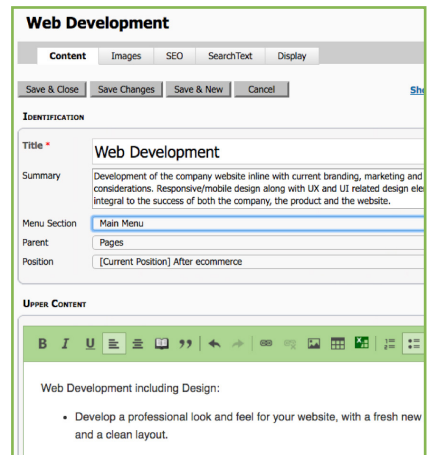 Web Development
Content Images SEO SearchText Display
Save & Close Save Changes Save & New Cancel Sho
IDENTIFICATION
Title * Web Development
Summary Development of the company website inline with current branding, marketing and
considerations. Responsive/mobile design along with UX and UI related design ele
integral to the success of both the company, the product and the website.
Menu Section Main Menu
Parent Pages
Position [Current Position] After ecommerce
UPPER CONTENT
B I U
Web Development including Design:
• Develop a professional look and feel for your website, with a fresh new
and a clean layout.